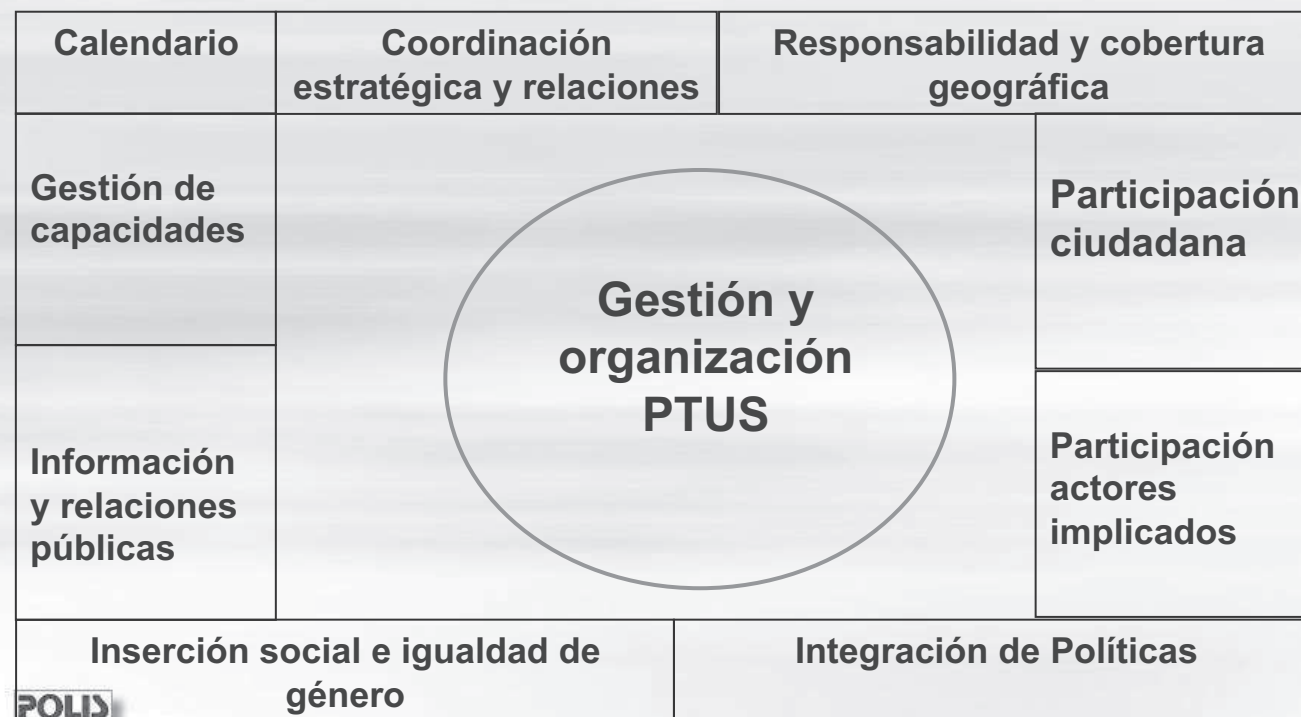 Calendario
Coordinación
estratégica y relaciones
Responsabilidad y cobertura
geográfica
Gestión de
capacidades
Gestión y
organización
PTUS
Participación
ciudadana
Información
y relaciones
públicas
Participación
actores
implicados
Inserción social e igualdad de
género
Integración de Políticas
POLIS